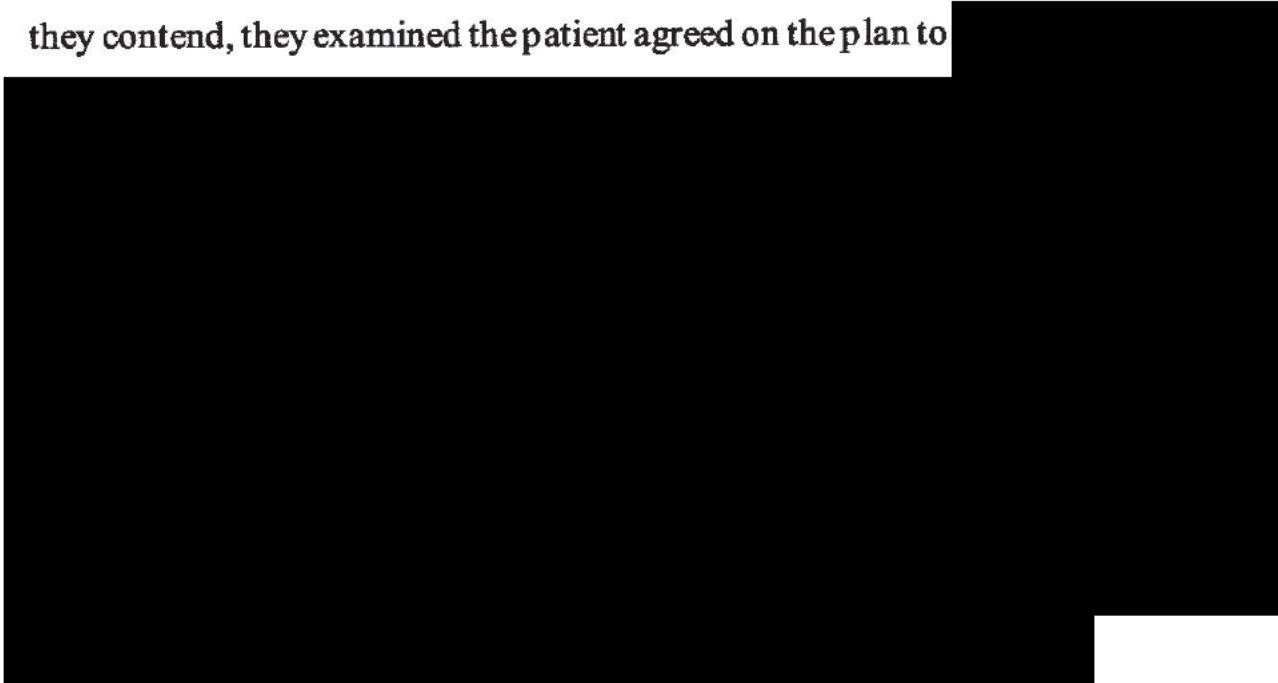 they contend, they examined the patient agreed on the plan to